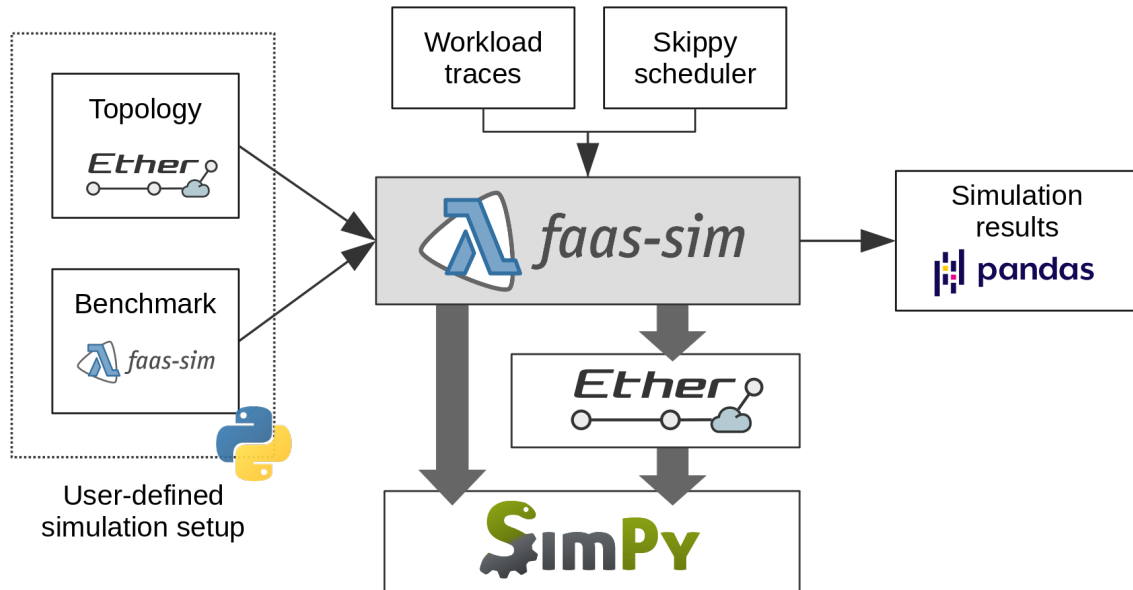 Workload
traces
Skippy
scheduler
Topology
Ether
Benchmark
faas-sim
User-defined
simulation setup
faas-sim
Simulation
results
pandas
Ether
SimPy